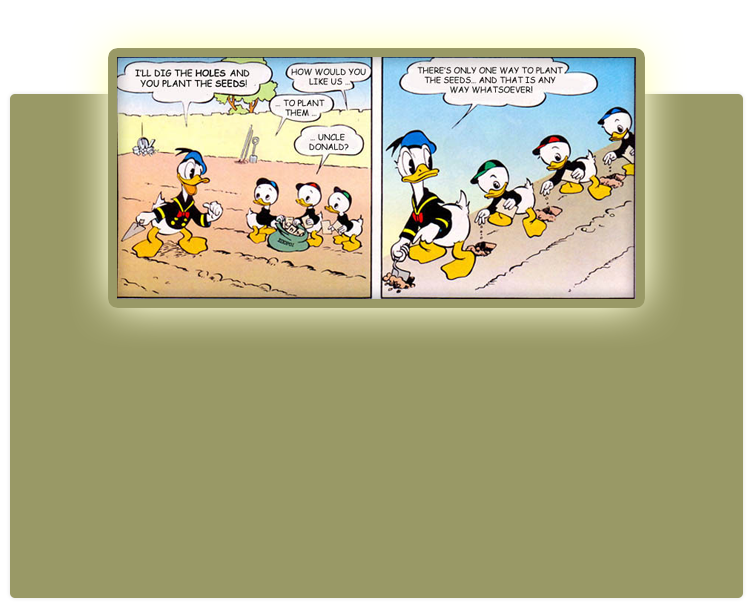 I'LL DIG THE HOLES AND
YOU PLANT THE SEEDS!
HOW WOULD YOU
LIKE US ...
... TO PLANT
THEM ...
... UNCLE
DONALD?
THERE'S ONLY ONE WAY TO PLANT
THE SEEDS... AND THAT IS ANY
WAY WHATSOEVER!